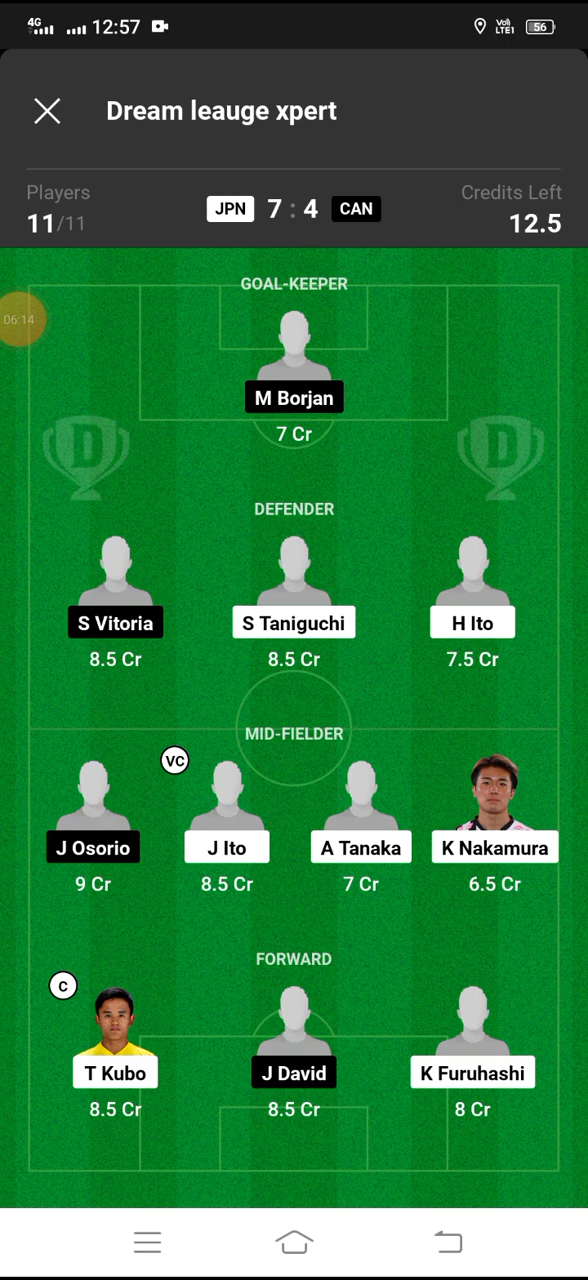 4G 12:57 Vo) LTE1 56
Dream leauge xpert
Players Credits Left
11/11 JPN 7 : 4 CAN 12.5
GOAL-KEEPER
06:14
M Borjan
7 Cr
D D
DEFENDER
S Vitoria S Taniguchi H Ito
8.5 Cr 8.5 Cr 7.5 Cr
MID-FIELDER
VC
J Osorio J Ito A Tanaka K Nakamura
9 Cr 8.5 Cr 7 Cr 6.5 Cr
FORWARD
C
T Kubo J David K Furuhashi
8.5 Cr 8.5 Cr 8 Cr